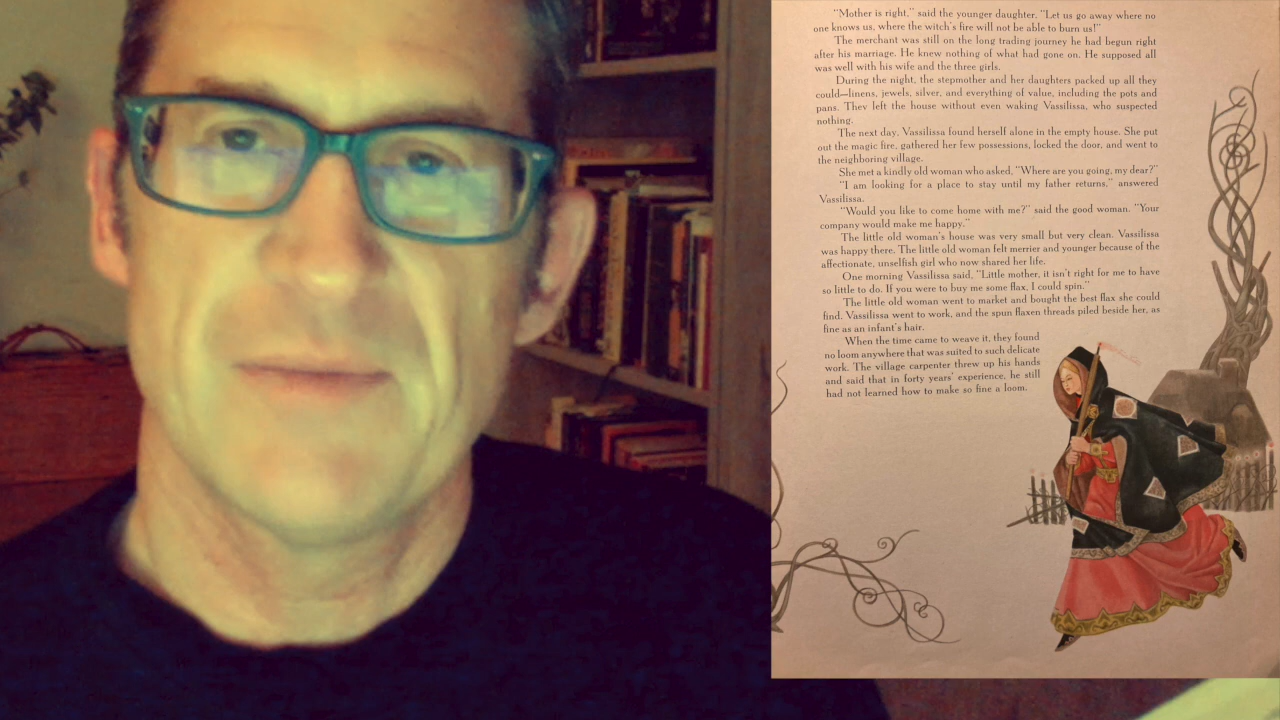 "Mother is right," said the younger daughter. "Let us go away where no
one knows us, where the witch's fire will not be able to burn us!"
The merchant was still on the long trading journey he had begun right
after his marriage. He knew nothing of what had gone on. He supposed all
was well with his wife and the three girls.
During the night, the stepmother and her daughters packed up all they
could—linens, jewels, silver, and everything of value, including the pots and
pans. They left the house without even waking Vassilissa, who suspected
nothing.
The next day, Vassilissa found herself alone in the empty house. She put
out the magic fire, gathered her few possessions, locked the door, and went to
the neighboring village.
She met a kindly old woman who asked, "Where are you going, my dear?"
"I am looking for a place to stay until my father returns," answered
Vassilissa.
"Would you like to come home with me?" said the good woman. "Your
company would make me happy."
The little old woman's house was very small but very clean. Vassilissa
was happy there. The little old woman felt merrier and younger because of the
affectionate, unselfish girl who now shared her life.
One morning Vassilissa said, "Little mother, it isn't right for me to have
so little to do. If you were to buy me some flax, I could spin."
The little old woman went to market and bought the best flax she could
find. Vassilissa went to work, and the spun flaxen threads piled beside her, as
fine as an infant's hair.
When the time came to weave it, they found
no loom anywhere that was suited to such delicate
work. The village carpenter threw up his hands
and said that in forty years' experience, he still
had not learned how to make so fine a loom.